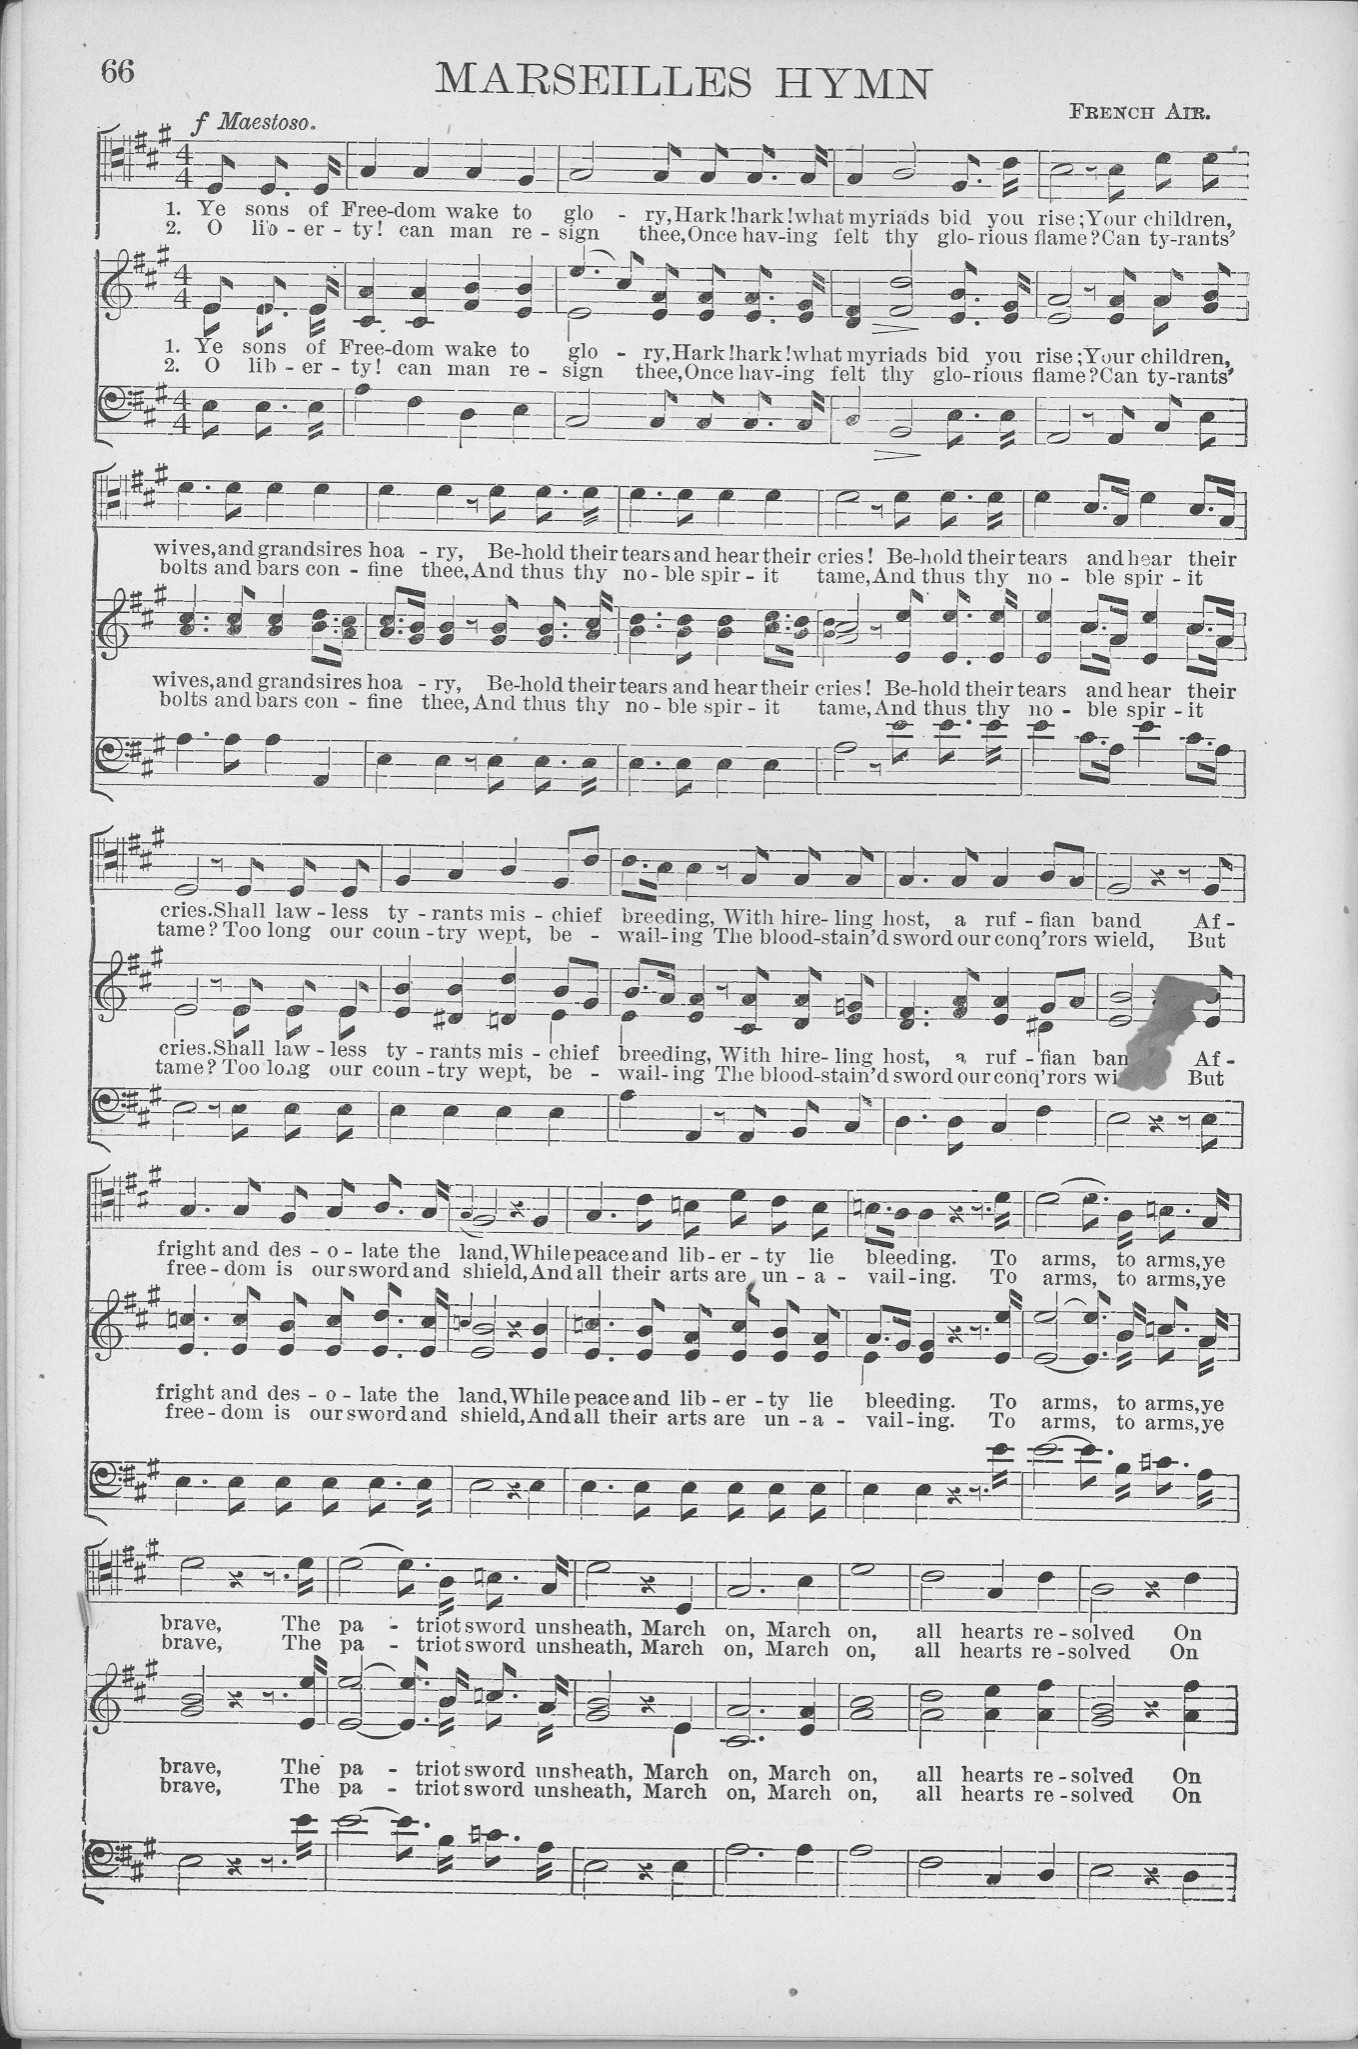 66
MARSEILLES HYMN
FRENCH AIR.
f Maestoso.
1. Ye sons of Free-dom wake to glo - ry, Hark! hark! what myriads bid you rise; Your children,
2. O lib - er - ty! can man re - sign thee, Once hav-ing felt thy glo-rious flame? Can ty-rants'
1. Ye sons of Free-dom wake to glo - ry, Hark! hark! what myriads bid you rise; Your children,
2. O lib - er - ty! can man re - sign thee, Once hav-ing felt thy glo-rious flame? Can ty-rants'
wives, and grandsires hoa - ry, Be-hold their tears and hear their cries! Be-hold their tears and hear their
bolts and bars con - fine thee, And thus thy no - ble spir - it tame, And thus thy no - ble spir - it
wives, and grandsires hoa - ry, Be-hold their tears and hear their cries! Be-hold their tears and hear their
bolts and bars con - fine thee, And thus thy no - ble spir - it tame, And thus thy no - ble spir - it
cries. Shall law - less ty - rants mis - chief breeding, With hire- ling host, a ruf - fian band Af -
tame? Too long our coun - try wept, be - wail-ing The blood-stain'd sword our conq'rors wield, But
cries. Shall law - less ty - rants mis - chief breeding, With hire- ling host, a ruf - fian ban Af -
tame? Too long our coun - try wept, be - wail-ing The blood-stain'd sword our conq'rors wi But
fright and des - o - late the land, While peace and lib - er - ty lie bleeding. To arms, to arms, ye
free - dom is our sword and shield, And all their arts are un - a - vail - ing. To arms, to arms, ye
fright and des - o - late the land, While peace and lib - er - ty lie bleeding. To arms, to arms, ye
free - dom is our sword and shield, And all their arts are un - a - vail - ing. To arms, to arms, ye
brave, The pa - triot sword unsheath, March on, March on, all hearts re - solved On
brave, The pa - triot sword unsheath, March on, March on, all hearts re - solved On
brave, The pa - triot sword unsheath, March on, March on, all hearts re - solved On
brave, The pa - triot sword unsheath, March on, March on, all hearts re - solved On